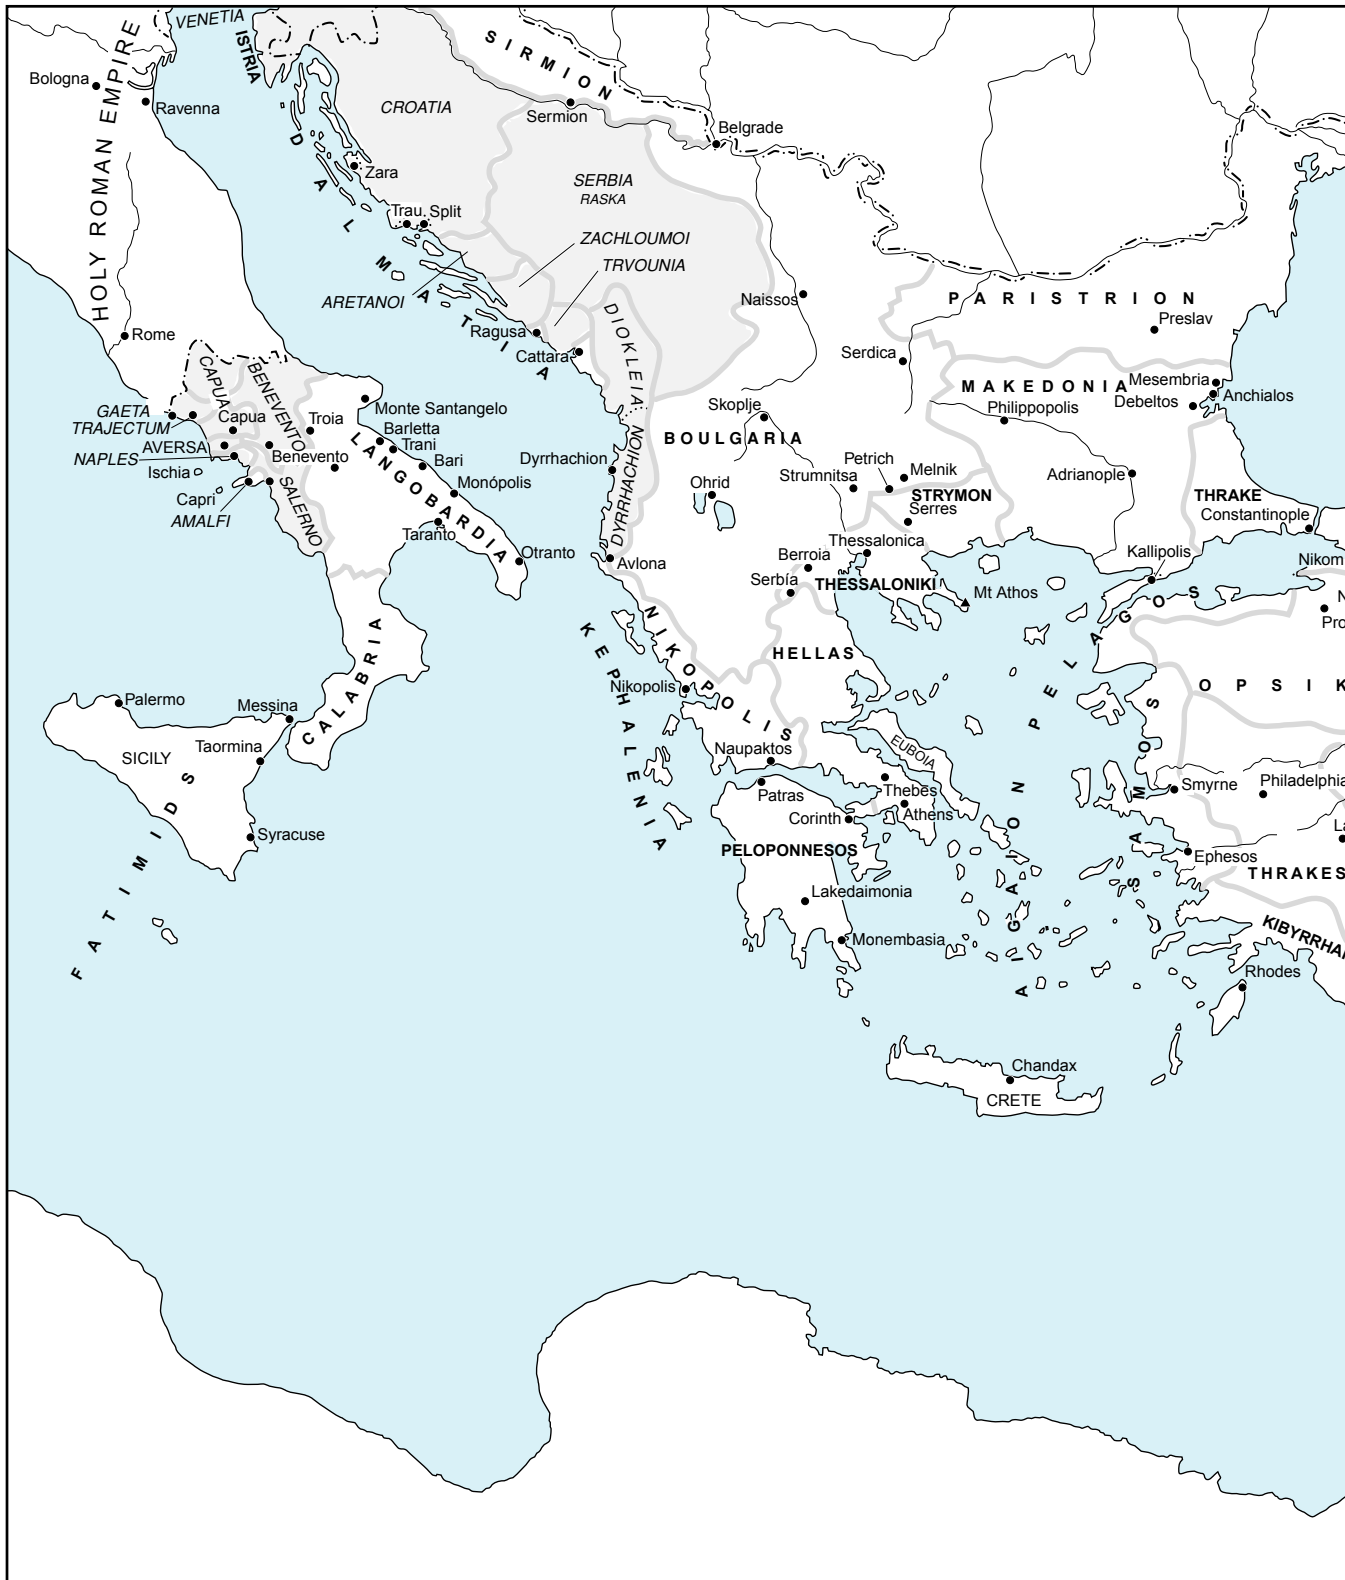 VENETIA
ISTRIA
SIRMION
HOLY ROMAN EMPIRE
Bologna
Ravenna
CROATIA
Sermion
Belgrade
DALMATIA
Zara
SERBIA
RASKA
Trau
Split
ZACHLOUMOI
TRVOUNIA
ARETANOI
Naissos
PARISTRION
Preslav
Rome
Ragusa
Cattara
DIOKLEIA
Serdica
CAPUA
BENEVENTO
MAKEDONIA
Mesembria
Debeltos
Anchialos
GAETA
TRAJECTUM
Capua
Troia
Monte Santangelo
Barletta
Trani
Skoplje
Philippopolis
BOULGARIA
AVERSA
NAPLES
Benevento
LANGOBARDIA
Bari
Dyrrhachion
DYRRHACHION
Petrich
Melnik
Ischia
Capri
AMALFI
SALERNO
Monópolis
Ohrid
Strumnitsa
STRYMON
Serres
Adrianople
THRAKE
Constantinople
Taranto
Otranto
Avlona
Berroia
Thessalonica
Kallipolis
Nikom
Serbía
THESSALONIKI
Mt Athos
N
Pro
NIKOPOLIS
KEPHALENIA
CALABRIA
HELLAS
AIGAION PELAGOS
OPSIK
Palermo
Messina
Nikopolis
SICILY
Taormina
Naupaktos
EUBOIA
SAMOS
FATIMIDS
Patras
Thebes
Smyrne
Philadelphia
Syracuse
Corinth
Athens
La
PELOPONNESOS
Ephesos
THRAKES
Lakedaimonia
KIBYRRHAI
Monembasia
Rhodes
Chandax
CRETE